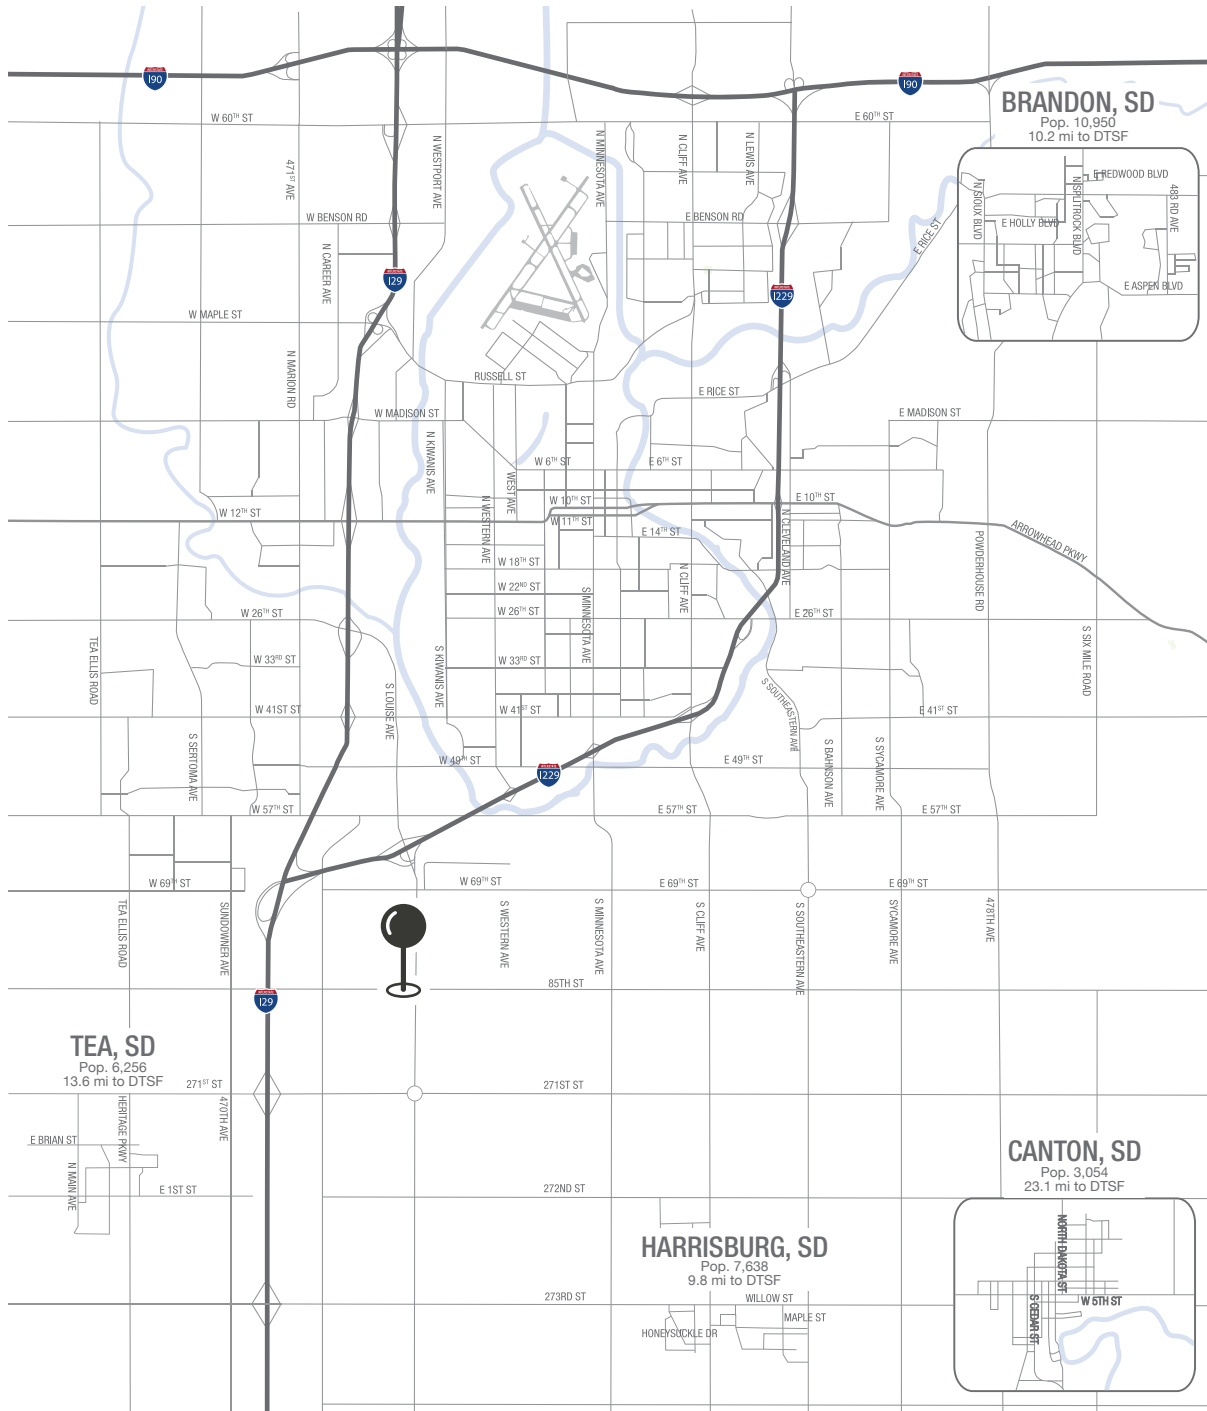 I90
I90
BRANDON, SD
Pop. 10,950
10.2 mi to DTSF
W 60TH ST
E 60TH ST
N MINNESOTA AVE
N CLIFF AVE
N LEWIS AVE
N WESTPORT AVE
471ST AVE
E REDWOOD BLVD
N SIOUX BLVD
N SPLITROCK BLVD
483 RD AVE
E HOLLY BLVD
E ASPEN BLVD
W BENSON RD
E BENSON RD
E RICE ST
N CAREER AVE
I29
I229
W MAPLE ST
N MARION RD
RUSSELL ST
E RICE ST
W MADISON ST
E MADISON ST
N KIWANIS AVE
W 6TH ST
E 6TH ST
WEST AVE
W 10TH ST
E 10TH ST
W 12TH ST
N WESTERN AVE
W 11TH ST
E 14TH ST
N CLEVELAND AVE
POWDERHOUSE RD
ARROWHEAD PKWY
W 18TH ST
N CLIFF AVE
W 22ND ST
S MINNESOTA AVE
W 26TH ST
W 26TH ST
E 26TH ST
TEA ELLIS ROAD
S SIX MILE ROAD
W 33RD ST
S KIWANIS AVE
W 33RD ST
S LOUISE AVE
S SOUTHEASTERN AVE
W 41ST ST
W 41ST ST
E 41ST ST
S SERTOMA AVE
S BAHNSON AVE
S SYCAMORE AVE
W 49TH ST
E 49TH ST
I229
W 57TH ST
E 57TH ST
E 57TH ST
W 69TH ST
W 69TH ST
E 69TH ST
E 69TH ST
TEA ELLIS ROAD
SUNDOWNER AVE
S WESTERN AVE
S MINNESOTA AVE
S CLIFF AVE
S SOUTHEASTERN AVE
SYCAMORE AVE
478TH AVE
85TH ST
I29
TEA, SD
Pop. 6,256
13.6 mi to DTSF
271ST ST
271ST ST
HERITAGE PKWY
470TH AVE
E BRIAN ST
N MAIN AVE
E 1ST ST
272ND ST
CANTON, SD
Pop. 3,054
23.1 mi to DTSF
NORTH DAKOTA ST
S CEDAR ST
W 5TH ST
HARRISBURG, SD
Pop. 7,638
9.8 mi to DTSF
273RD ST
WILLOW ST
MAPLE ST
HONEYSUCKLE DR